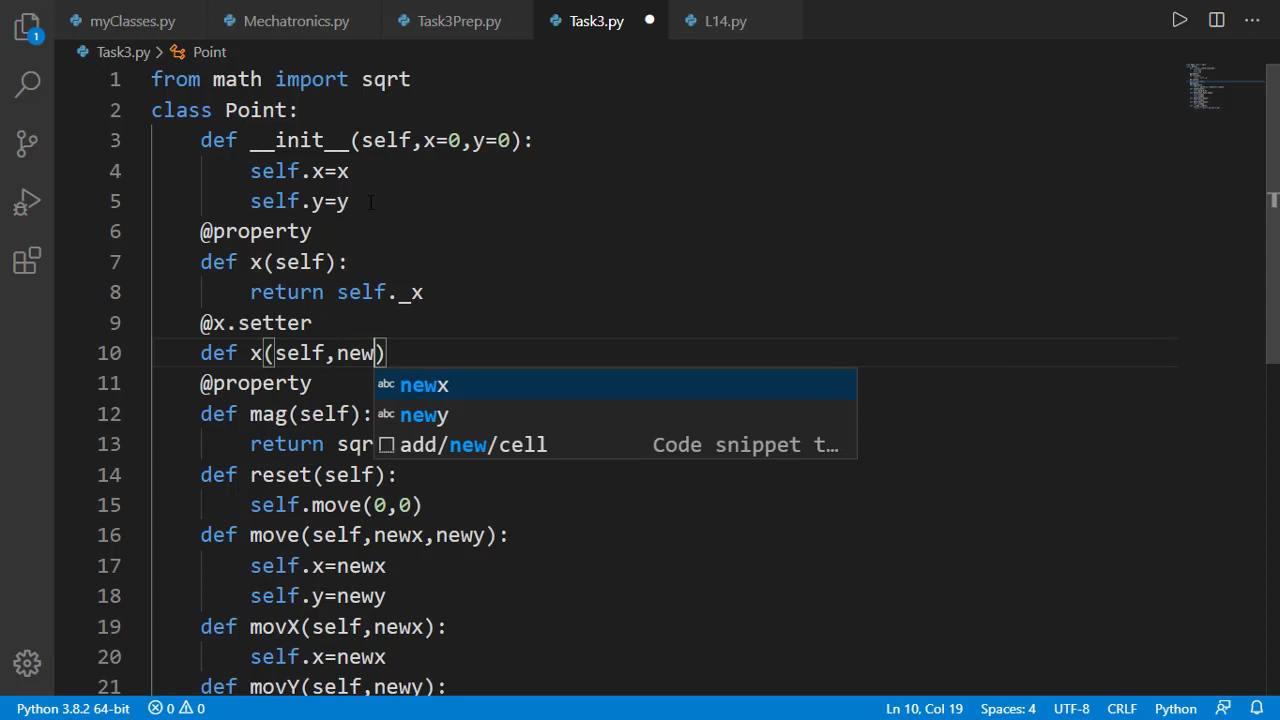 myClasses.py Mechatronics.py Task3Prep.py Task3.py L14.py
1
Task3.py > Point
1 from math import sqrt
2 class Point:
3 def __init__(self,x=0,y=0):
4 self.x=x
5 self.y=y
6 @property
7 def x(self):
8 return self._x
9 @x.setter
10 def x(self,new)
11 @property
newx
12 def mag(self):
newy
13 return sqr
add/new/cell Code snippet t…
14 def reset(self):
15 self.move(0,0)
16 def move(self,newx,newy):
17 self.x=newx
18 self.y=newy
19 def movX(self,newx):
20 self.x=newx
21 def movY(self,newy):
Python 3.8.2 64-bit 0 0 Ln 10, Col 19 Spaces: 4 UTF-8 CRLF Python